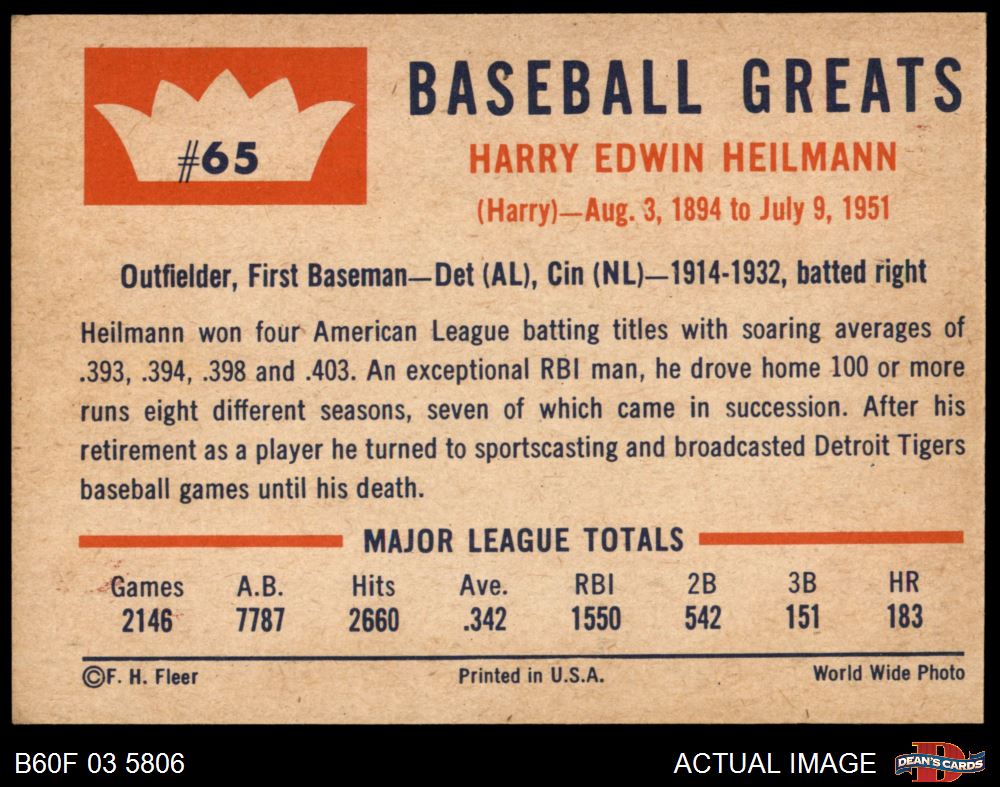 #65
BASEBALL GREATS
HARRY EDWIN HEILMANN
(Harry)—Aug. 3, 1894 to July 9, 1951
Outfielder, First Baseman—Det (AL), Cin (NL)—1914-1932, batted right
Heilmann won four American League batting titles with soaring averages of
.393, .394, .398 and .403. An exceptional RBI man, he drove home 100 or more
runs eight different seasons, seven of which came in succession. After his
retirement as a player he turned to sportscasting and broadcasted Detroit Tigers
baseball games until his death.
MAJOR LEAGUE TOTALS
Games A.B. Hits Ave. RBI 2B 3B HR
2146 7787 2660 .342 1550 542 151 183
©F. H. Fleer Printed in U.S.A. World Wide Photo
B60F 03 5806 ACTUAL IMAGE D DEAN'S CARDS